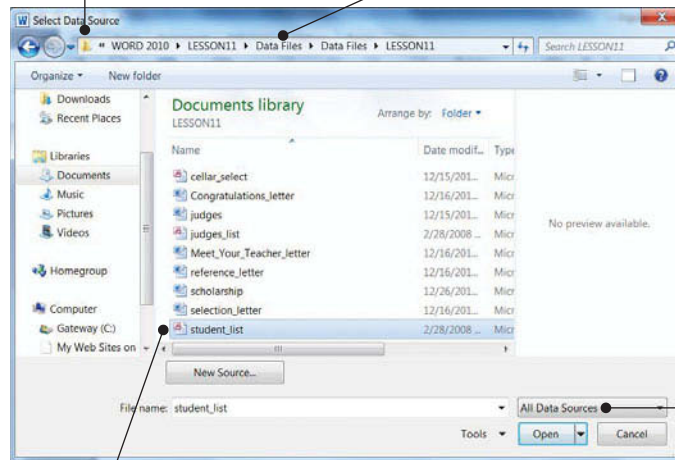 Select Data Source
« WORD 2010 ▸ LESSON11 ▸ Data Files ▸ Data Files ▸ LESSON11
Search LESSON11
Organize
New folder
Downloads
Recent Places
Libraries
Documents
Music
Pictures
Videos
Homegroup
Computer
Gateway (C:)
My Web Sites on
Documents library
LESSON11
Arrange by: Folder
Name Date modif... Type
cellar_select 12/15/201... Micr
Congratulations_letter 12/16/201... Micr
judges 12/15/201... Micr
judges_list 2/28/2008 ... Micr
Meet_Your_Teacher_letter 12/16/201... Micr
reference_letter 12/16/201... Micr
scholarship 12/26/201... Micr
selection_letter 12/16/201... Micr
student_list 2/28/2008 ... Micr
No preview available.
New Source...
File name: student_list
All Data Sources
Tools
Open
Cancel